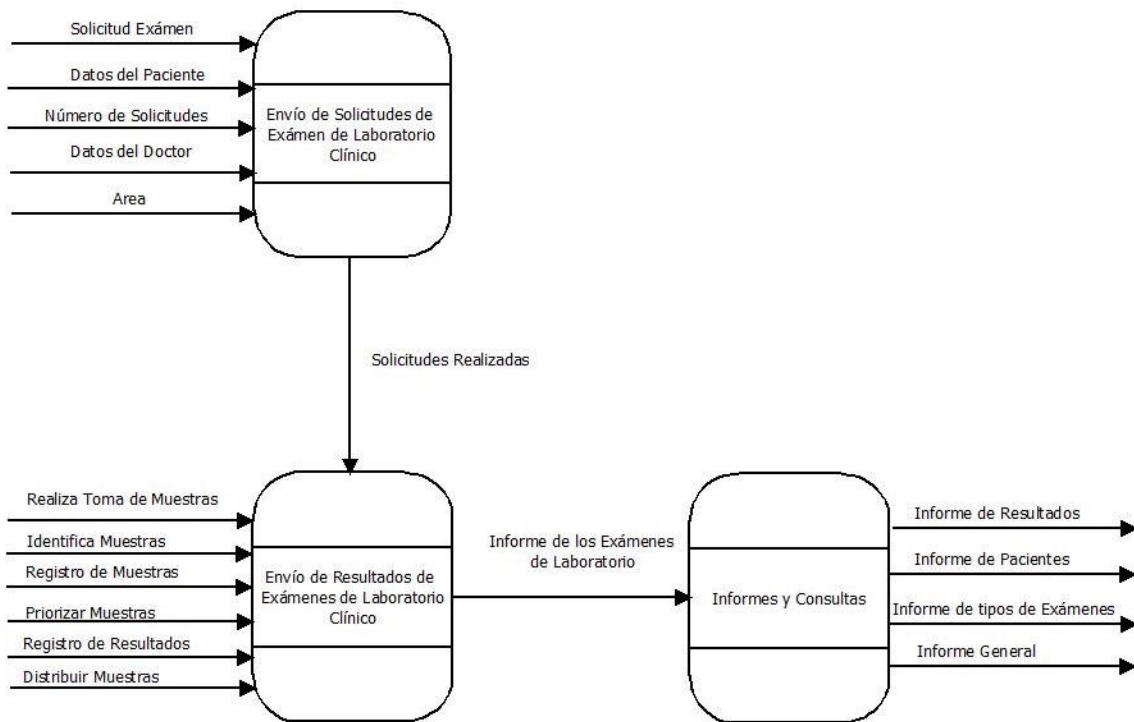 Solicitud Exámen
Datos del Paciente
Número de Solicitudes
Datos del Doctor
Area
Envío de Solicitudes de
Exámen de Laboratorio
Clínico
Solicitudes Realizadas
Realiza Toma de Muestras
Identifica Muestras
Registro de Muestras
Priorizar Muestras
Registro de Resultados
Distribuir Muestras
Envío de Resultados de
Exámenes de Laboratorio
Clínico
Informe de los Exámenes
de Laboratorio
Informes y Consultas
Informe de Resultados
Informe de Pacientes
Informe de tipos de Exámenes
Informe General